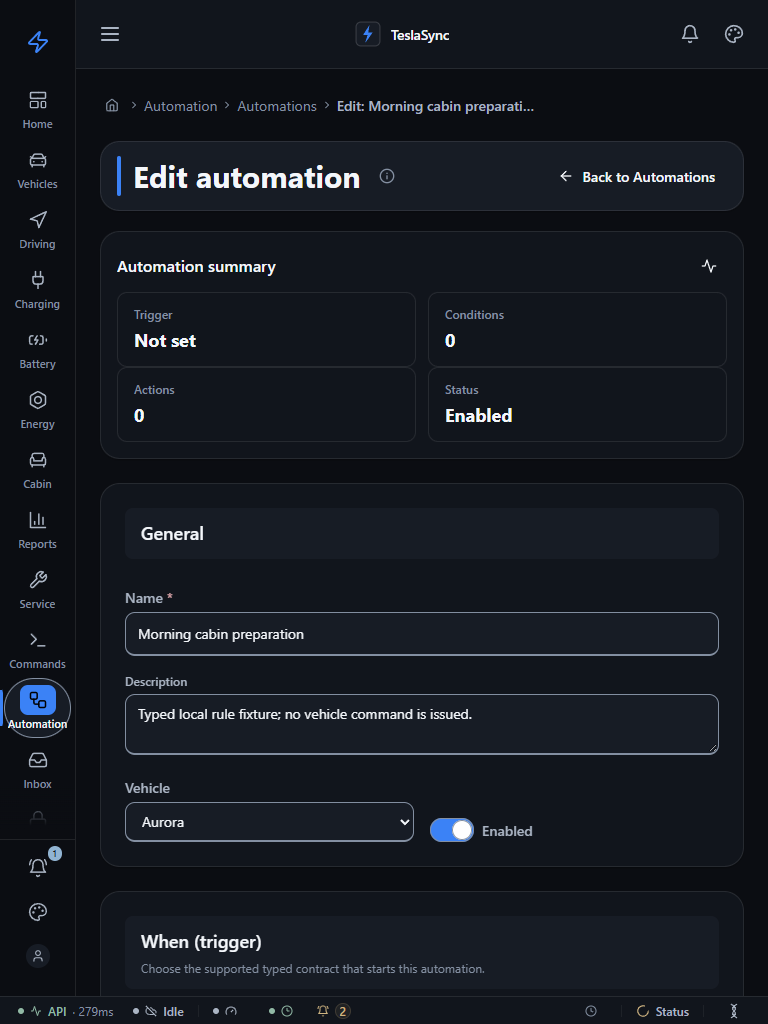 TeslaSync
Home
Vehicles
Driving
Charging
Battery
Energy
Cabin
Reports
Service
Commands
Automation
Inbox
1
Automation
Automations
Edit: Morning cabin preparati...
Edit automation
Back to Automations
Automation summary
Trigger
Not set
Conditions
0
Actions
0
Status
Enabled
General
Name *
Morning cabin preparation
Description
Typed local rule fixture; no vehicle command is issued.
Vehicle
Aurora
Enabled
When (trigger)
Choose the supported typed contract that starts this automation.
API · 279ms
Idle
2
Status